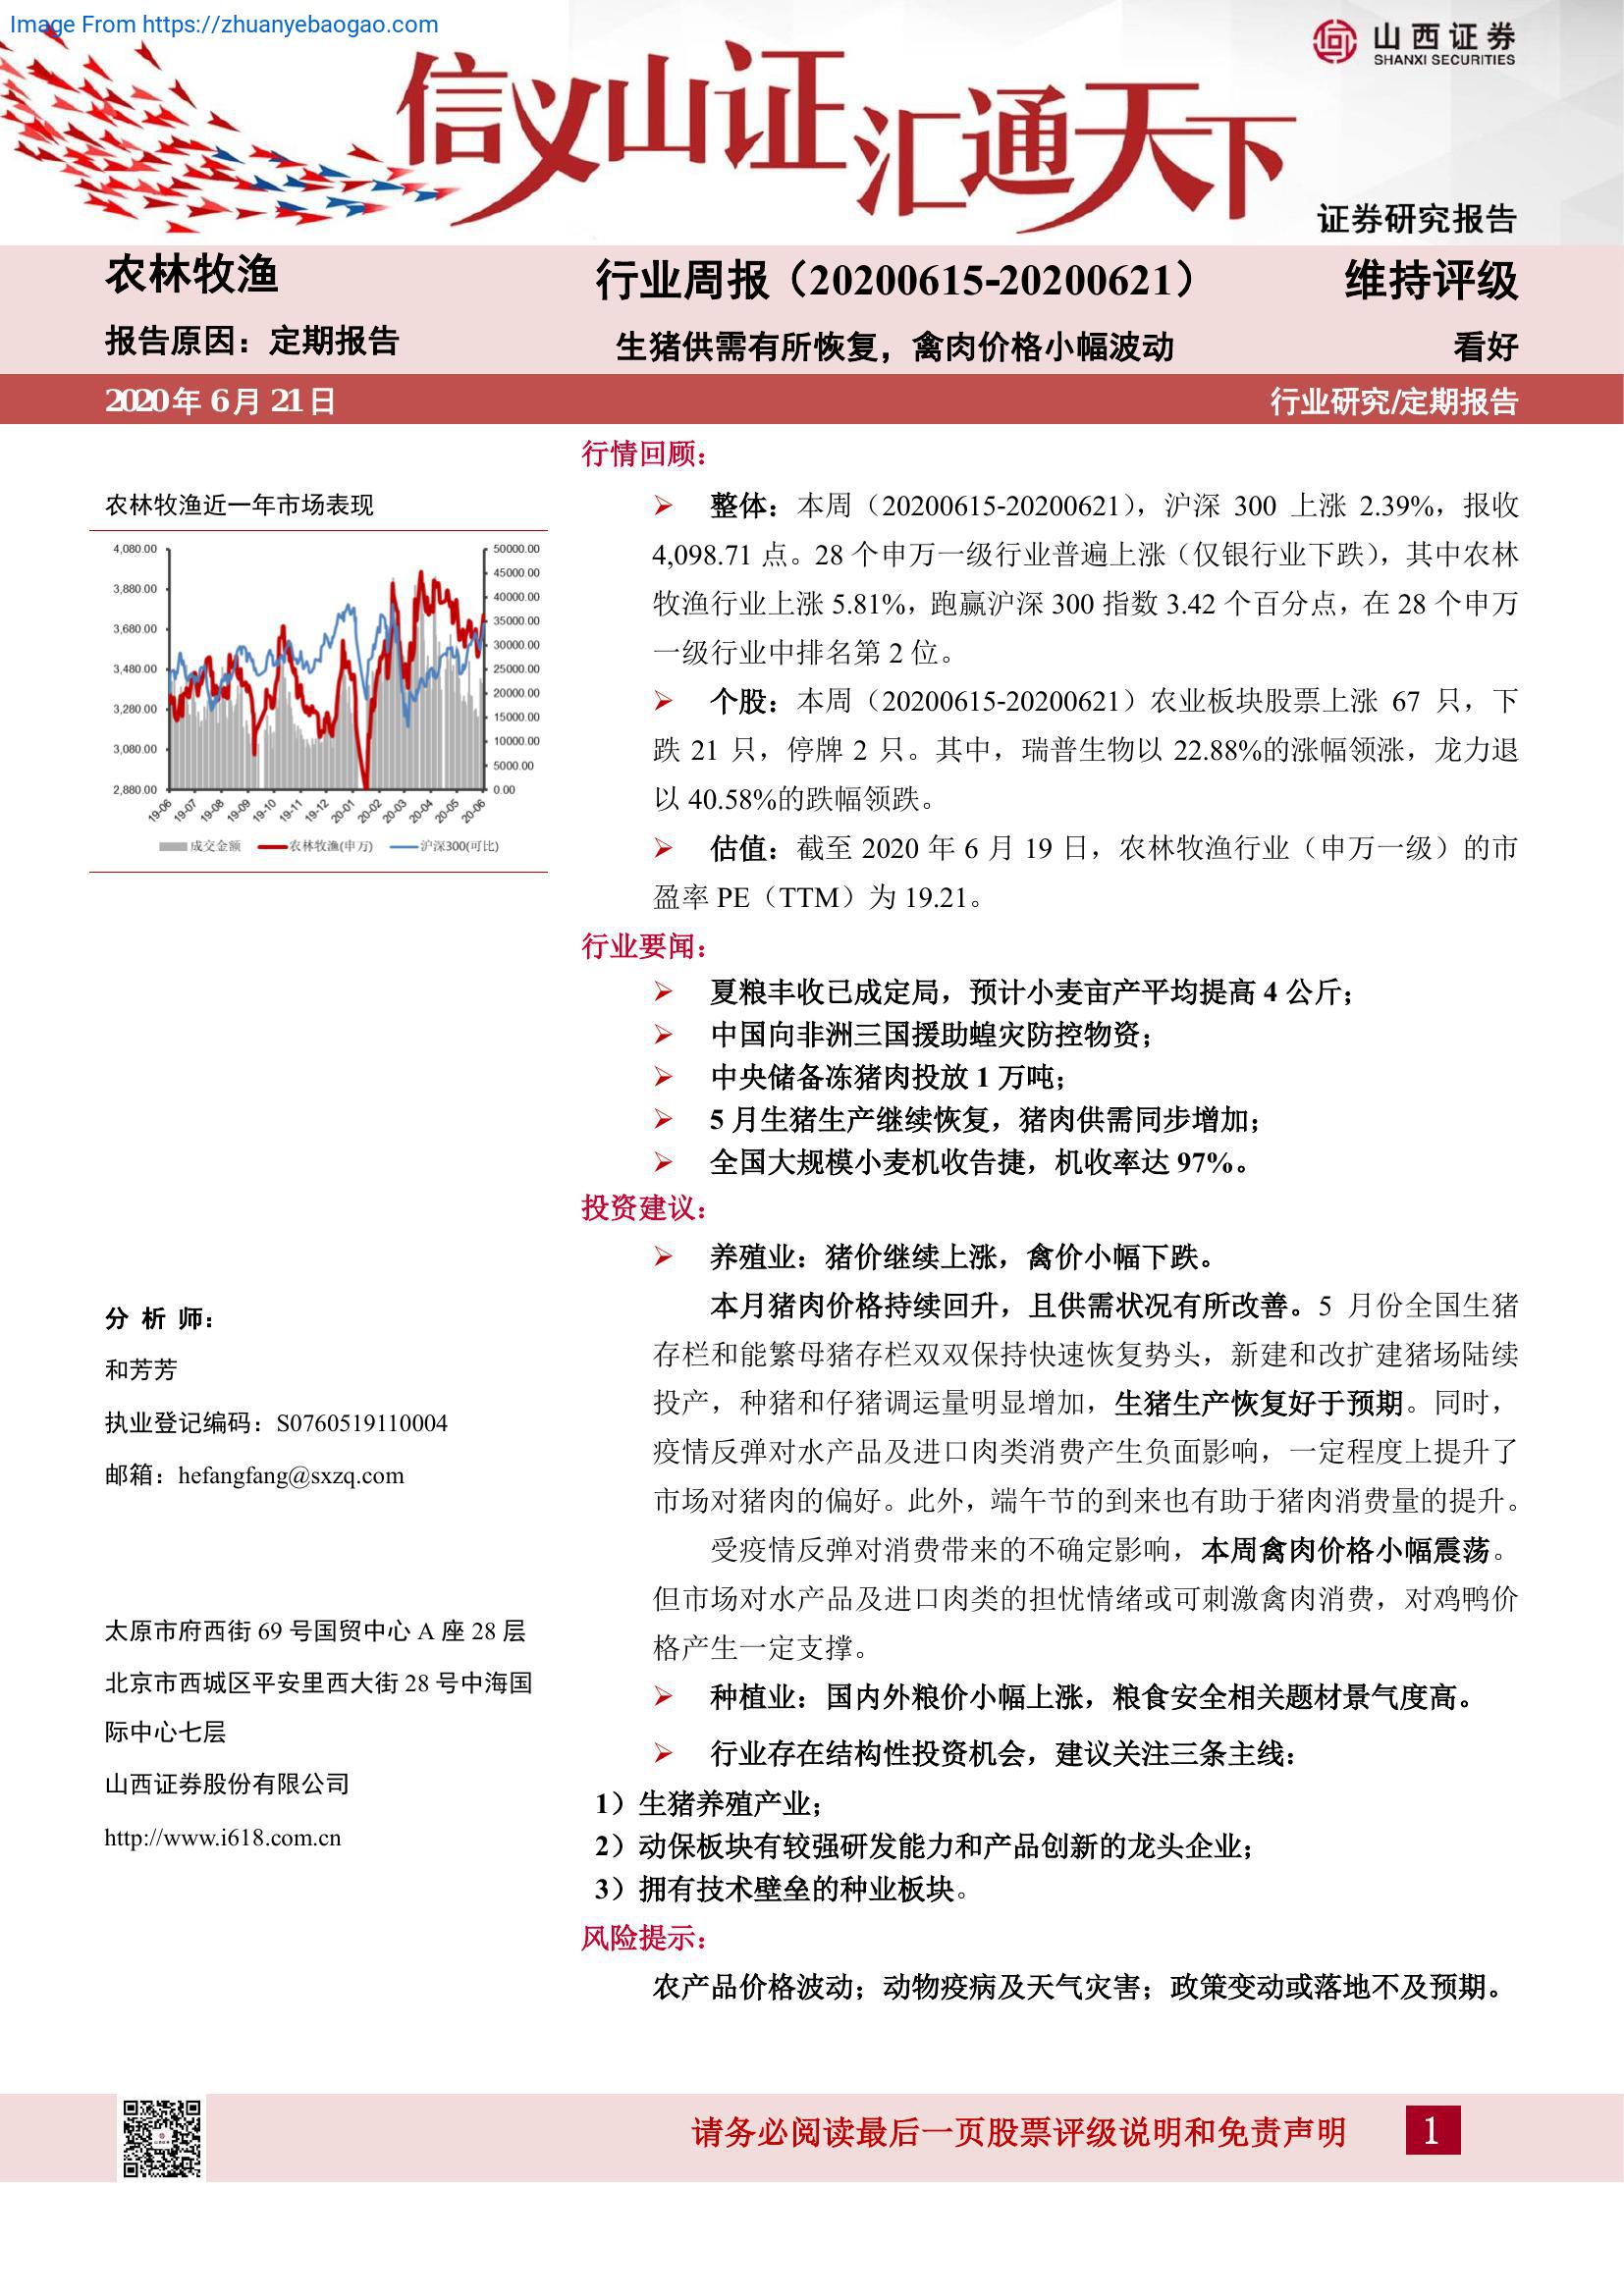 Image From https://zhuanyebaogao.com
山西证券
SHANXI SECURITIES
信义山证汇通天下
证券研究报告
农林牧渔
行业周报（20200615-20200621）
维持评级
报告原因：定期报告
生猪供需有所恢复，禽肉价格小幅波动
看好
2020年 6月 21日
行业研究/定期报告
农林牧渔近一年市场表现
4,080.00
3,880.00
3,680.00
3,480.00
3,280.00
3,080.00
2,880.00
50000.00
45000.00
40000.00
35000.00
30000.00
25000.00
20000.00
15000.00
10000.00
5000.00
0.00
19-06 19-07 19-08 19-09 19-10 19-11 19-12 20-01 20-02 20-03 20-04 20-05 20-06
成交金额 农林牧渔(申万) 沪深300(可比)
分 析 师：
和芳芳
执业登记编码：S0760519110004
邮箱：hefangfang@sxzq.com
太原市府西街 69 号国贸中心 A 座 28 层
北京市西城区平安里西大街 28 号中海国
际中心七层
山西证券股份有限公司
http://www.i618.com.cn
行情回顾：
整体：本周（20200615-20200621），沪深 300 上涨 2.39%，报收
4,098.71 点。28 个申万一级行业普遍上涨（仅银行业下跌），其中农林
牧渔行业上涨 5.81%，跑赢沪深 300 指数 3.42 个百分点，在 28 个申万
一级行业中排名第 2 位。
个股：本周（20200615-20200621）农业板块股票上涨 67 只，下
跌 21 只，停牌 2 只。其中，瑞普生物以 22.88%的涨幅领涨，龙力退
以 40.58%的跌幅领跌。
估值：截至 2020 年 6 月 19 日，农林牧渔行业（申万一级）的市
盈率 PE（TTM）为 19.21。
行业要闻：
夏粮丰收已成定局，预计小麦亩产平均提高 4 公斤；
中国向非洲三国援助蝗灾防控物资；
中央储备冻猪肉投放 1 万吨；
5 月生猪生产继续恢复，猪肉供需同步增加；
全国大规模小麦机收告捷，机收率达 97%。
投资建议：
养殖业：猪价继续上涨，禽价小幅下跌。
本月猪肉价格持续回升，且供需状况有所改善。5 月份全国生猪
存栏和能繁母猪存栏双双保持快速恢复势头，新建和改扩建猪场陆续
投产，种猪和仔猪调运量明显增加，生猪生产恢复好于预期。同时，
疫情反弹对水产品及进口肉类消费产生负面影响，一定程度上提升了
市场对猪肉的偏好。此外，端午节的到来也有助于猪肉消费量的提升。
受疫情反弹对消费带来的不确定影响，本周禽肉价格小幅震荡。
但市场对水产品及进口肉类的担忧情绪或可刺激禽肉消费，对鸡鸭价
格产生一定支撑。
种植业：国内外粮价小幅上涨，粮食安全相关题材景气度高。
行业存在结构性投资机会，建议关注三条主线：
1）生猪养殖产业；
2）动保板块有较强研发能力和产品创新的龙头企业；
3）拥有技术壁垒的种业板块。
风险提示：
农产品价格波动；动物疫病及天气灾害；政策变动或落地不及预期。
请务必阅读最后一页股票评级说明和免责声明
1